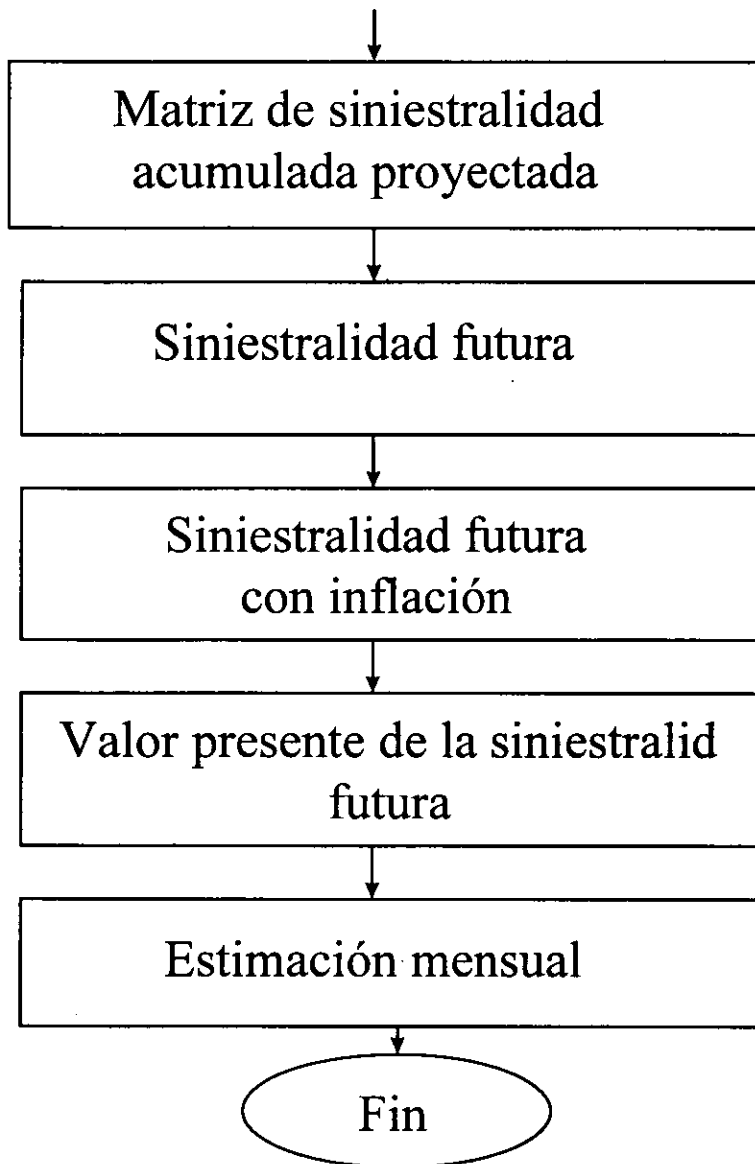 Matriz de siniestralidad
acumulada proyectada
Siniestralidad futura
Siniestralidad futura
con inflación
Valor presente de la siniestralid
futura
Estimación mensual
Fin